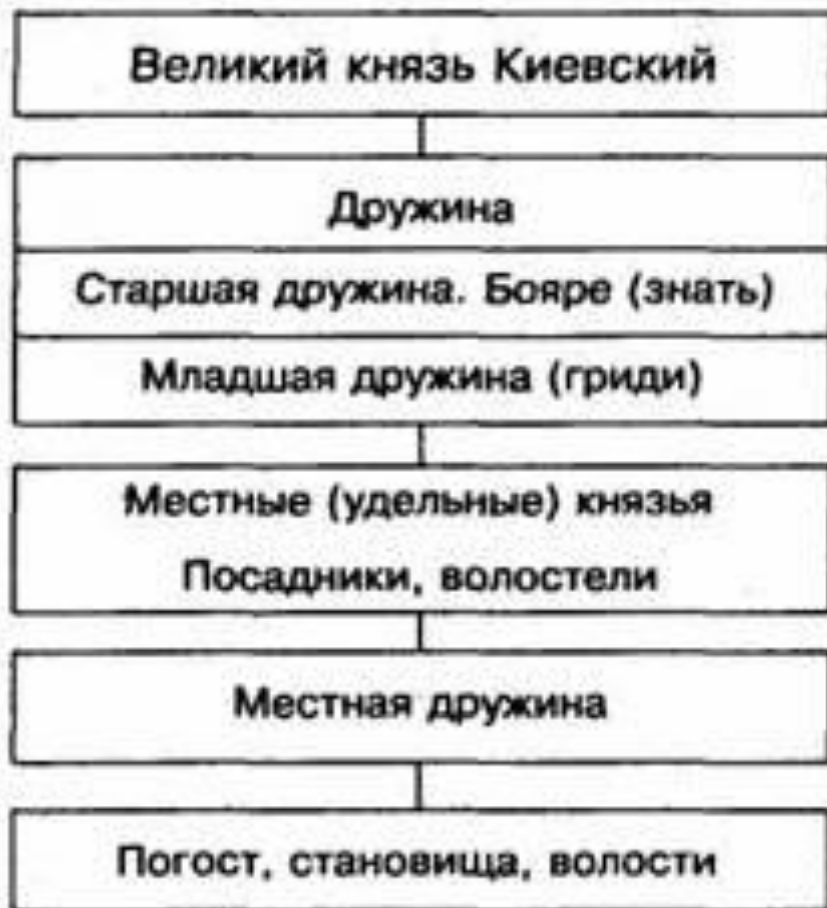 Великий князь Киевский
Дружина
Старшая дружина. Бояре (знать)
Младшая дружина (гриди)
Местные (удельные) князья
Посадники, волостели
Местная дружина
Погост, становища, волости